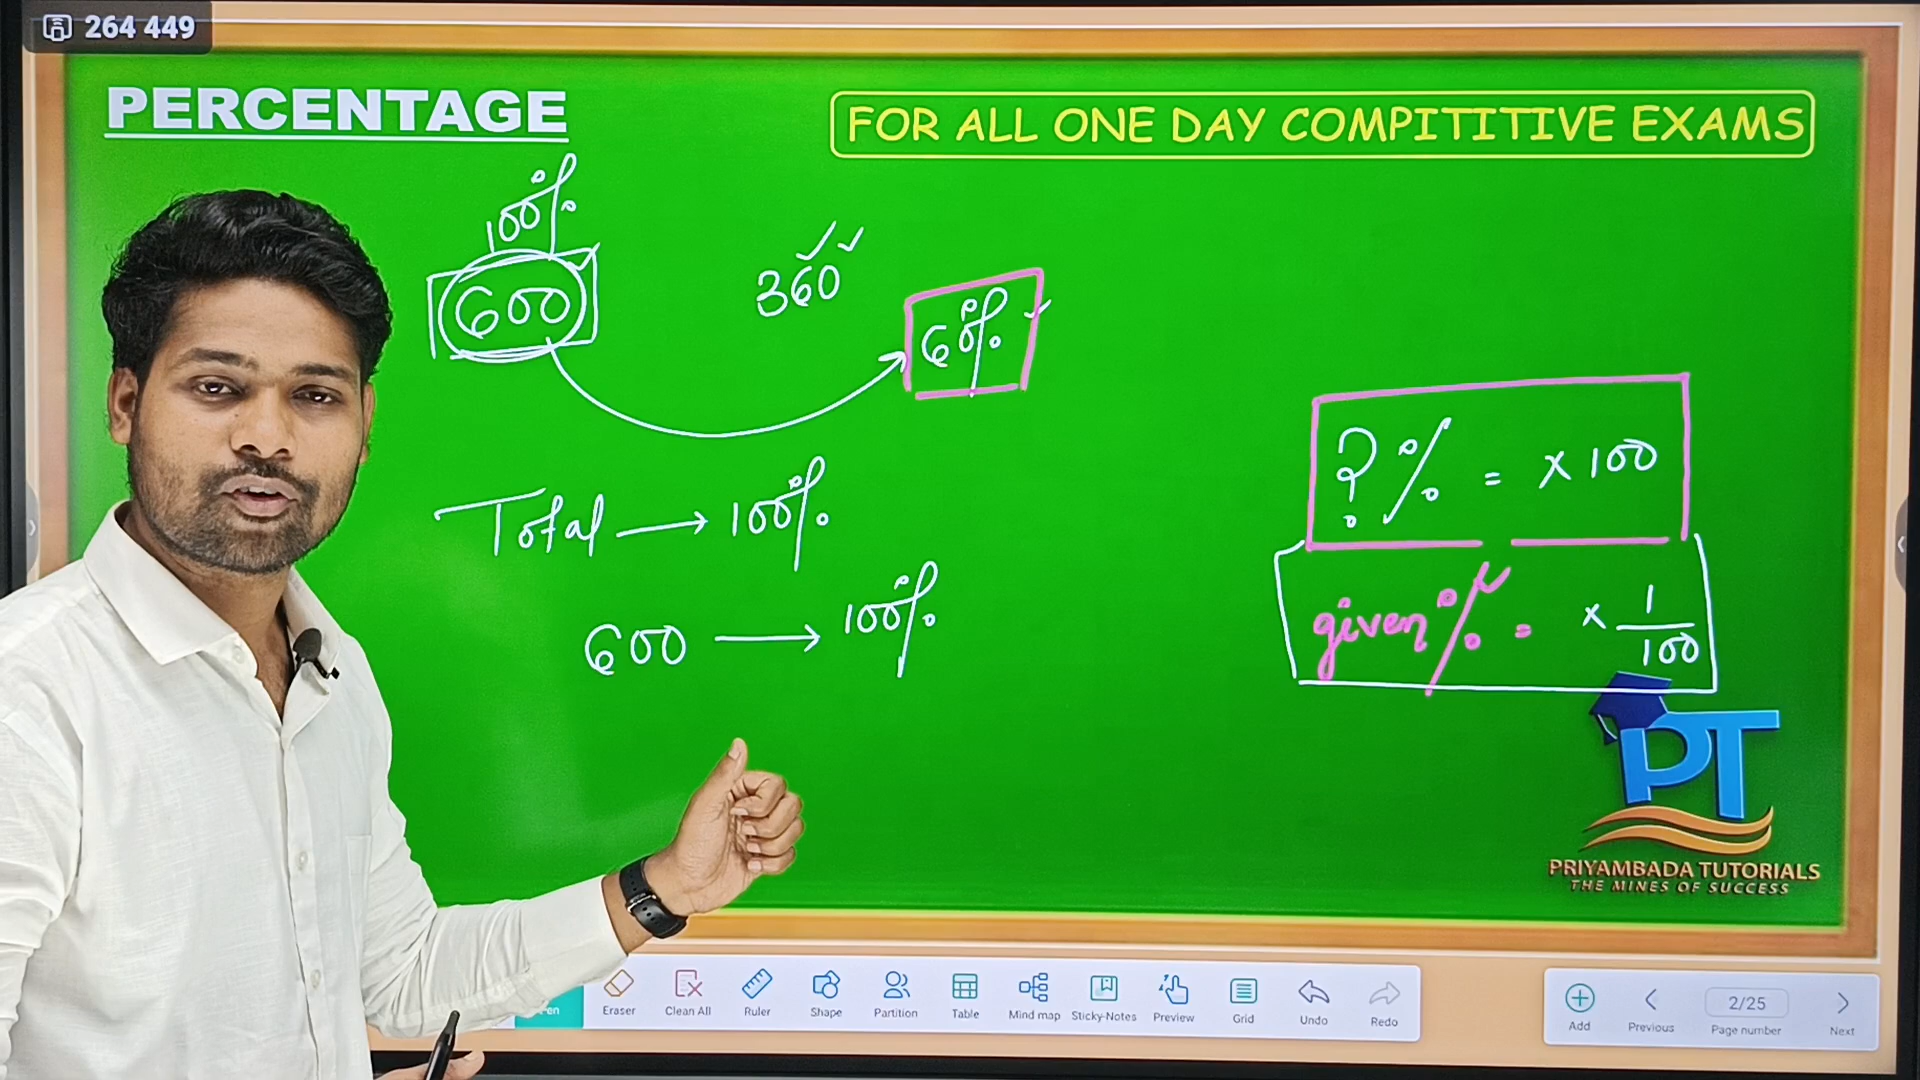 264 449
PERCENTAGE
FOR ALL ONE DAY COMPITITIVE EXAMS
100%
600
360
60%
Total → 100%
600 → 100%
?% = × 100
given % = × 1/100
PT
PRIYAMBADA TUTORIALS
THE MINES OF SUCCESS
Pen
Eraser
Clean All
Ruler
Shape
Partition
Table
Mind map
Sticky-Notes
Preview
Grid
Undo
Redo
Add
Previous
2/25
Page number
Next